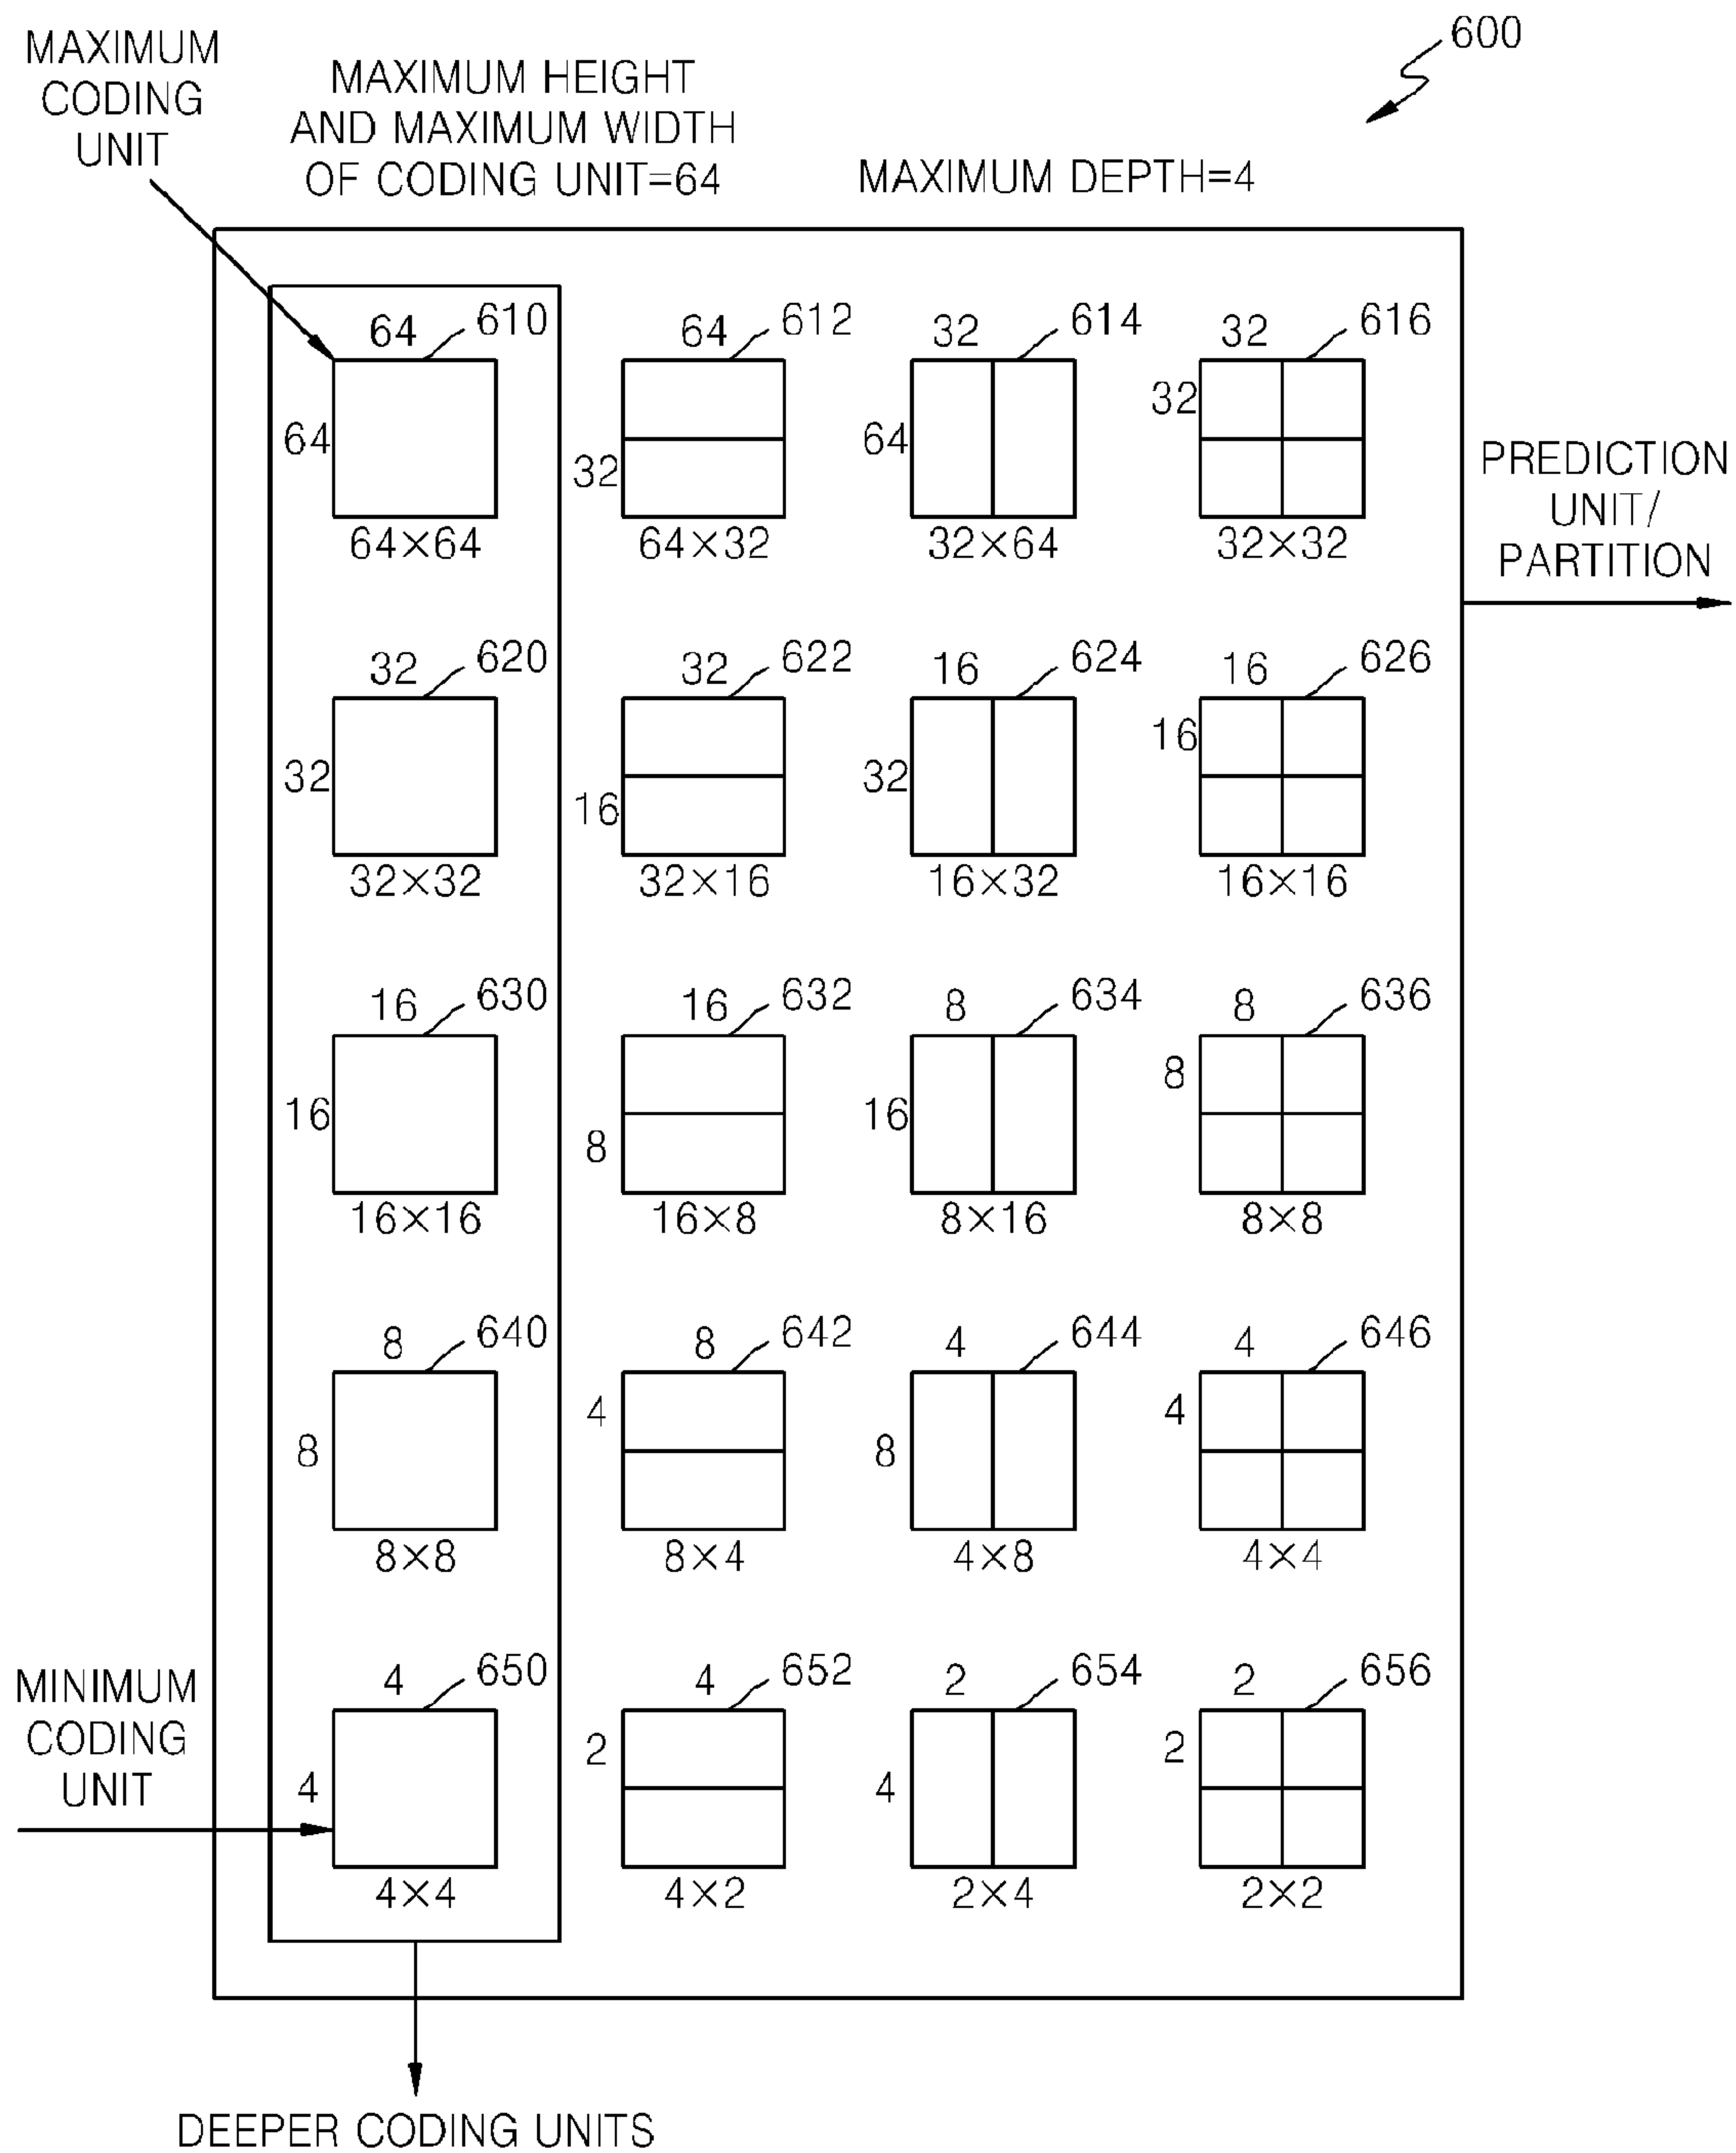 600
MAXIMUM
CODING
UNIT
MAXIMUM HEIGHT
AND MAXIMUM WIDTH
OF CODING UNIT=64
MAXIMUM DEPTH=4
64 610 64 612 32 614 32 616
64 32 64 32
64×64 64×32 32×64 32×32
PREDICTION
UNIT/
PARTITION
32 620 32 622 16 624 16 626
32 16 32 16
32×32 32×16 16×32 16×16
16 630 16 632 8 634 8 636
16 8 16 8
16×16 16×8 8×16 8×8
8 640 8 642 4 644 4 646
8 4 8 4
8×8 8×4 4×8 4×4
MINIMUM
CODING
UNIT
4 650 4 652 2 654 2 656
4 2 4 2
4×4 4×2 2×4 2×2
DEEPER CODING UNITS